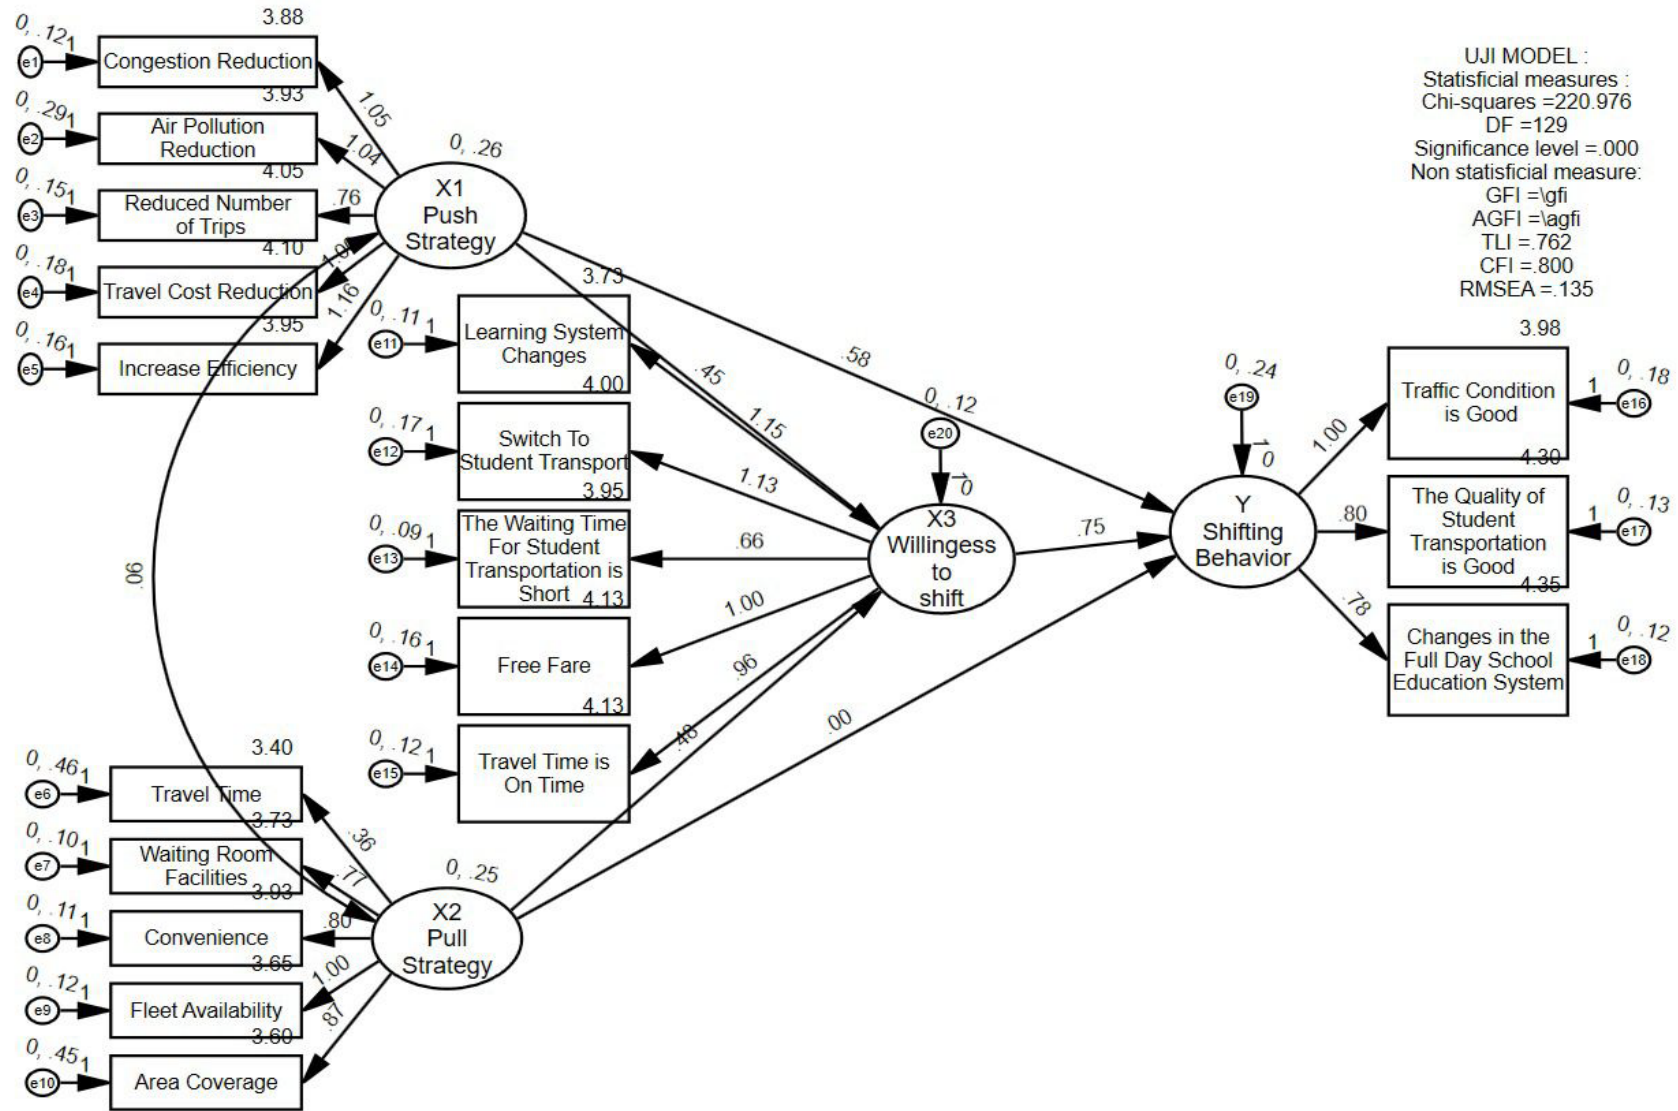 3.88
0, .12
1
e1
Congestion Reduction
3.93
0, .29
1
e2
Air Pollution
Reduction
4.05
0, .15
1
e3
Reduced Number
of Trips
4.10
0, .18
1
e4
Travel Cost Reduction
3.95
0, .16
1
e5
Increase Efficiency
1.05
1.04
.76
1.00
1.16
0, .26
X1
Push
Strategy
.06
3.73
0, .11
1
e11
Learning System
Changes
4.00
0, .17
1
e12
Switch To
Student Transport
3.95
0, .09
1
e13
The Waiting Time
For Student
Transportation is
Short
4.13
0, .16
1
e14
Free Fare
4.13
0, .12
1
e15
Travel Time is
On Time
.45
1.15
1.13
.66
1.00
.96
.48
.58
.00
0, .12
e20
1
0
X3
Willingess
to
shift
.75
0, .24
e19
1
0
Y
Shifting
Behavior
1.00
.80
.78
UJI MODEL :
Statisficial measures :
Chi-squares =220.976
DF =129
Significance level =.000
Non statisficial measure:
GFI =\gfi
AGFI =\agfi
TLI =.762
CFI =.800
RMSEA =.135
3.98
Traffic Condition
is Good
1
0, .18
e16
4.30
The Quality of
Student
Transportation
is Good
1
0, .13
e17
4.35
Changes in the
Full Day School
Education System
1
0, .12
e18
3.40
0, .46
1
e6
Travel Time
3.73
0, .10
1
e7
Waiting Room
Facilities
3.93
0, .11
1
e8
Convenience
3.65
0, .12
1
e9
Fleet Availability
3.60
0, .45
1
e10
Area Coverage
.36
.77
.80
1.00
.87
0, .25
X2
Pull
Strategy